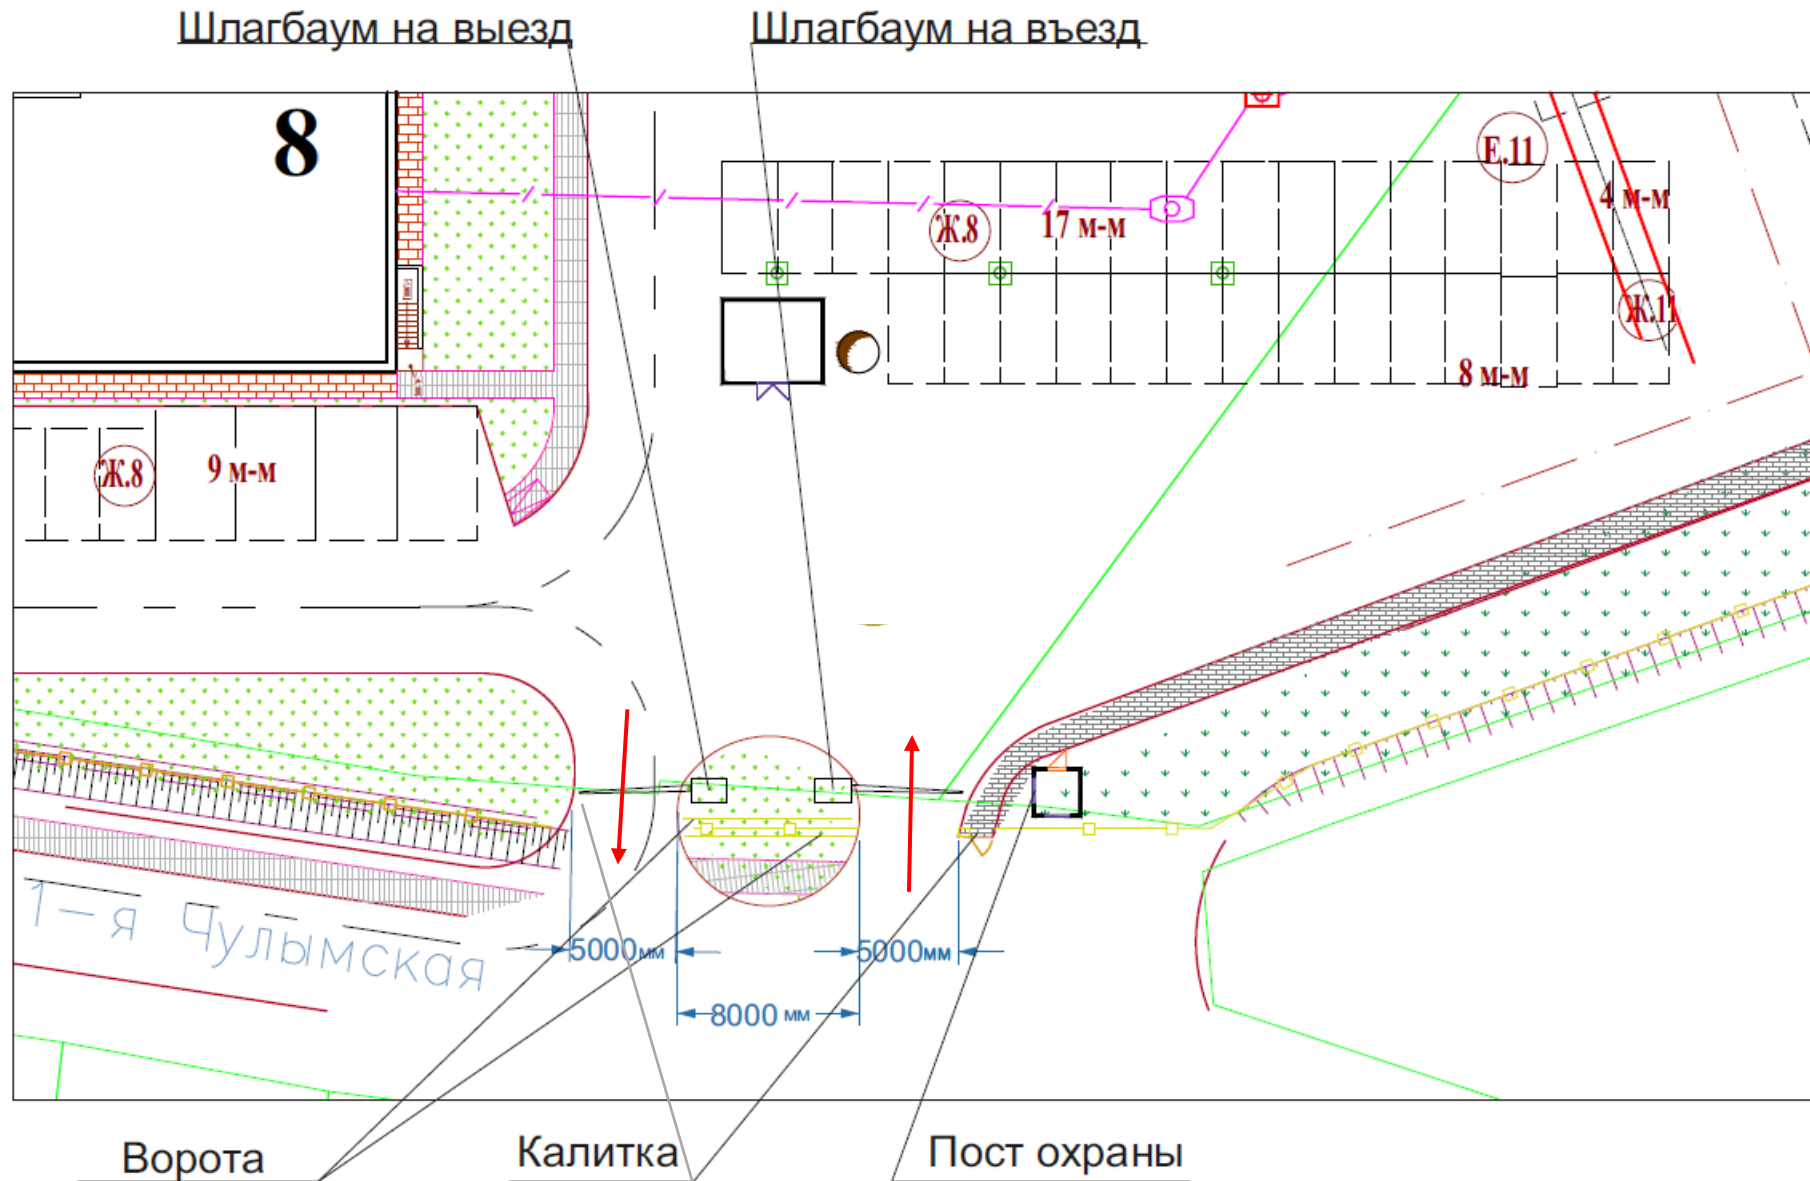 Шлагбаум на выезд
Шлагбаум на въезд
8
Е.11
4 м-м
Ж.8
17 м-м
Ж.11
8 м-м
Ж.8
9 м-м
1-я Чулымская
5000мм
5000мм
8000 мм
Ворота
Калитка
Пост охраны